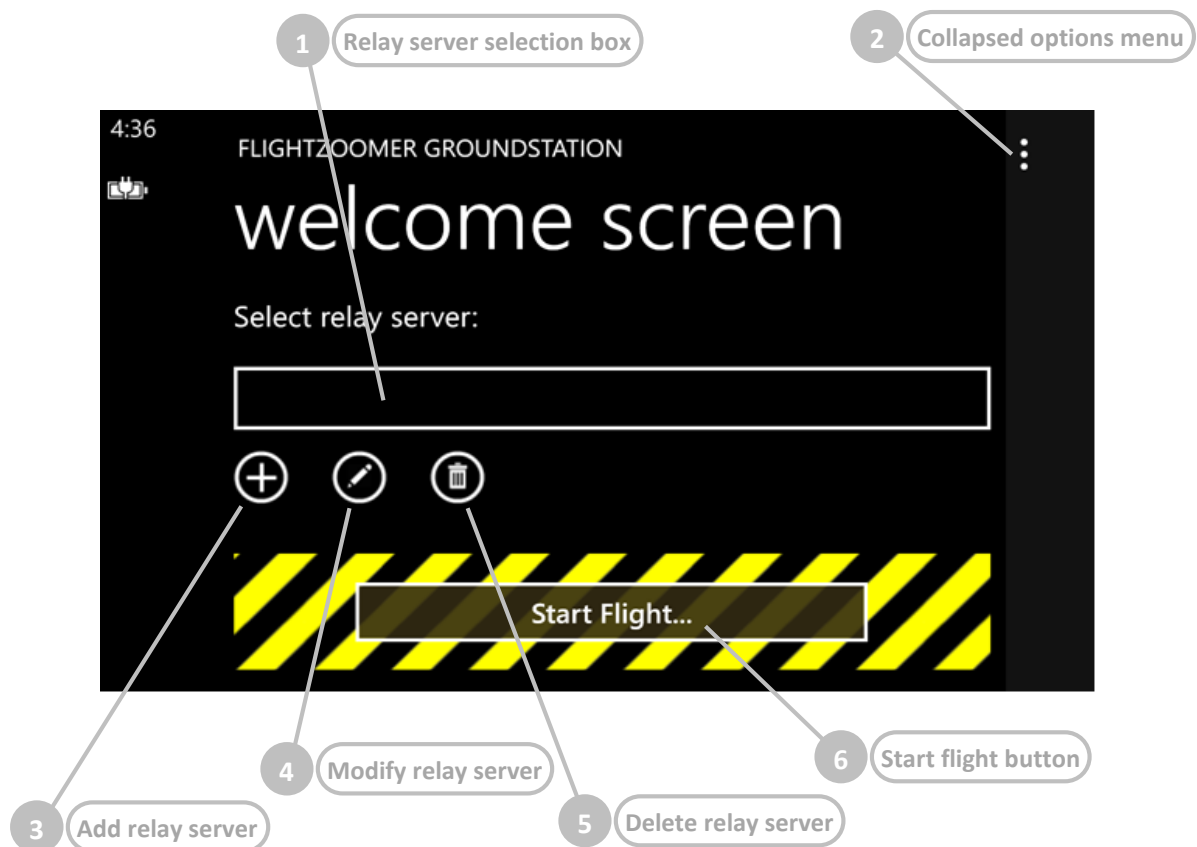 1 Relay server selection box
2 Collapsed options menu
4:36
FLIGHTZOOMER GROUNDSTATION
welcome screen
Select relay server:
Start Flight...
6 Start flight button
4 Modify relay server
5 Delete relay server
3 Add relay server